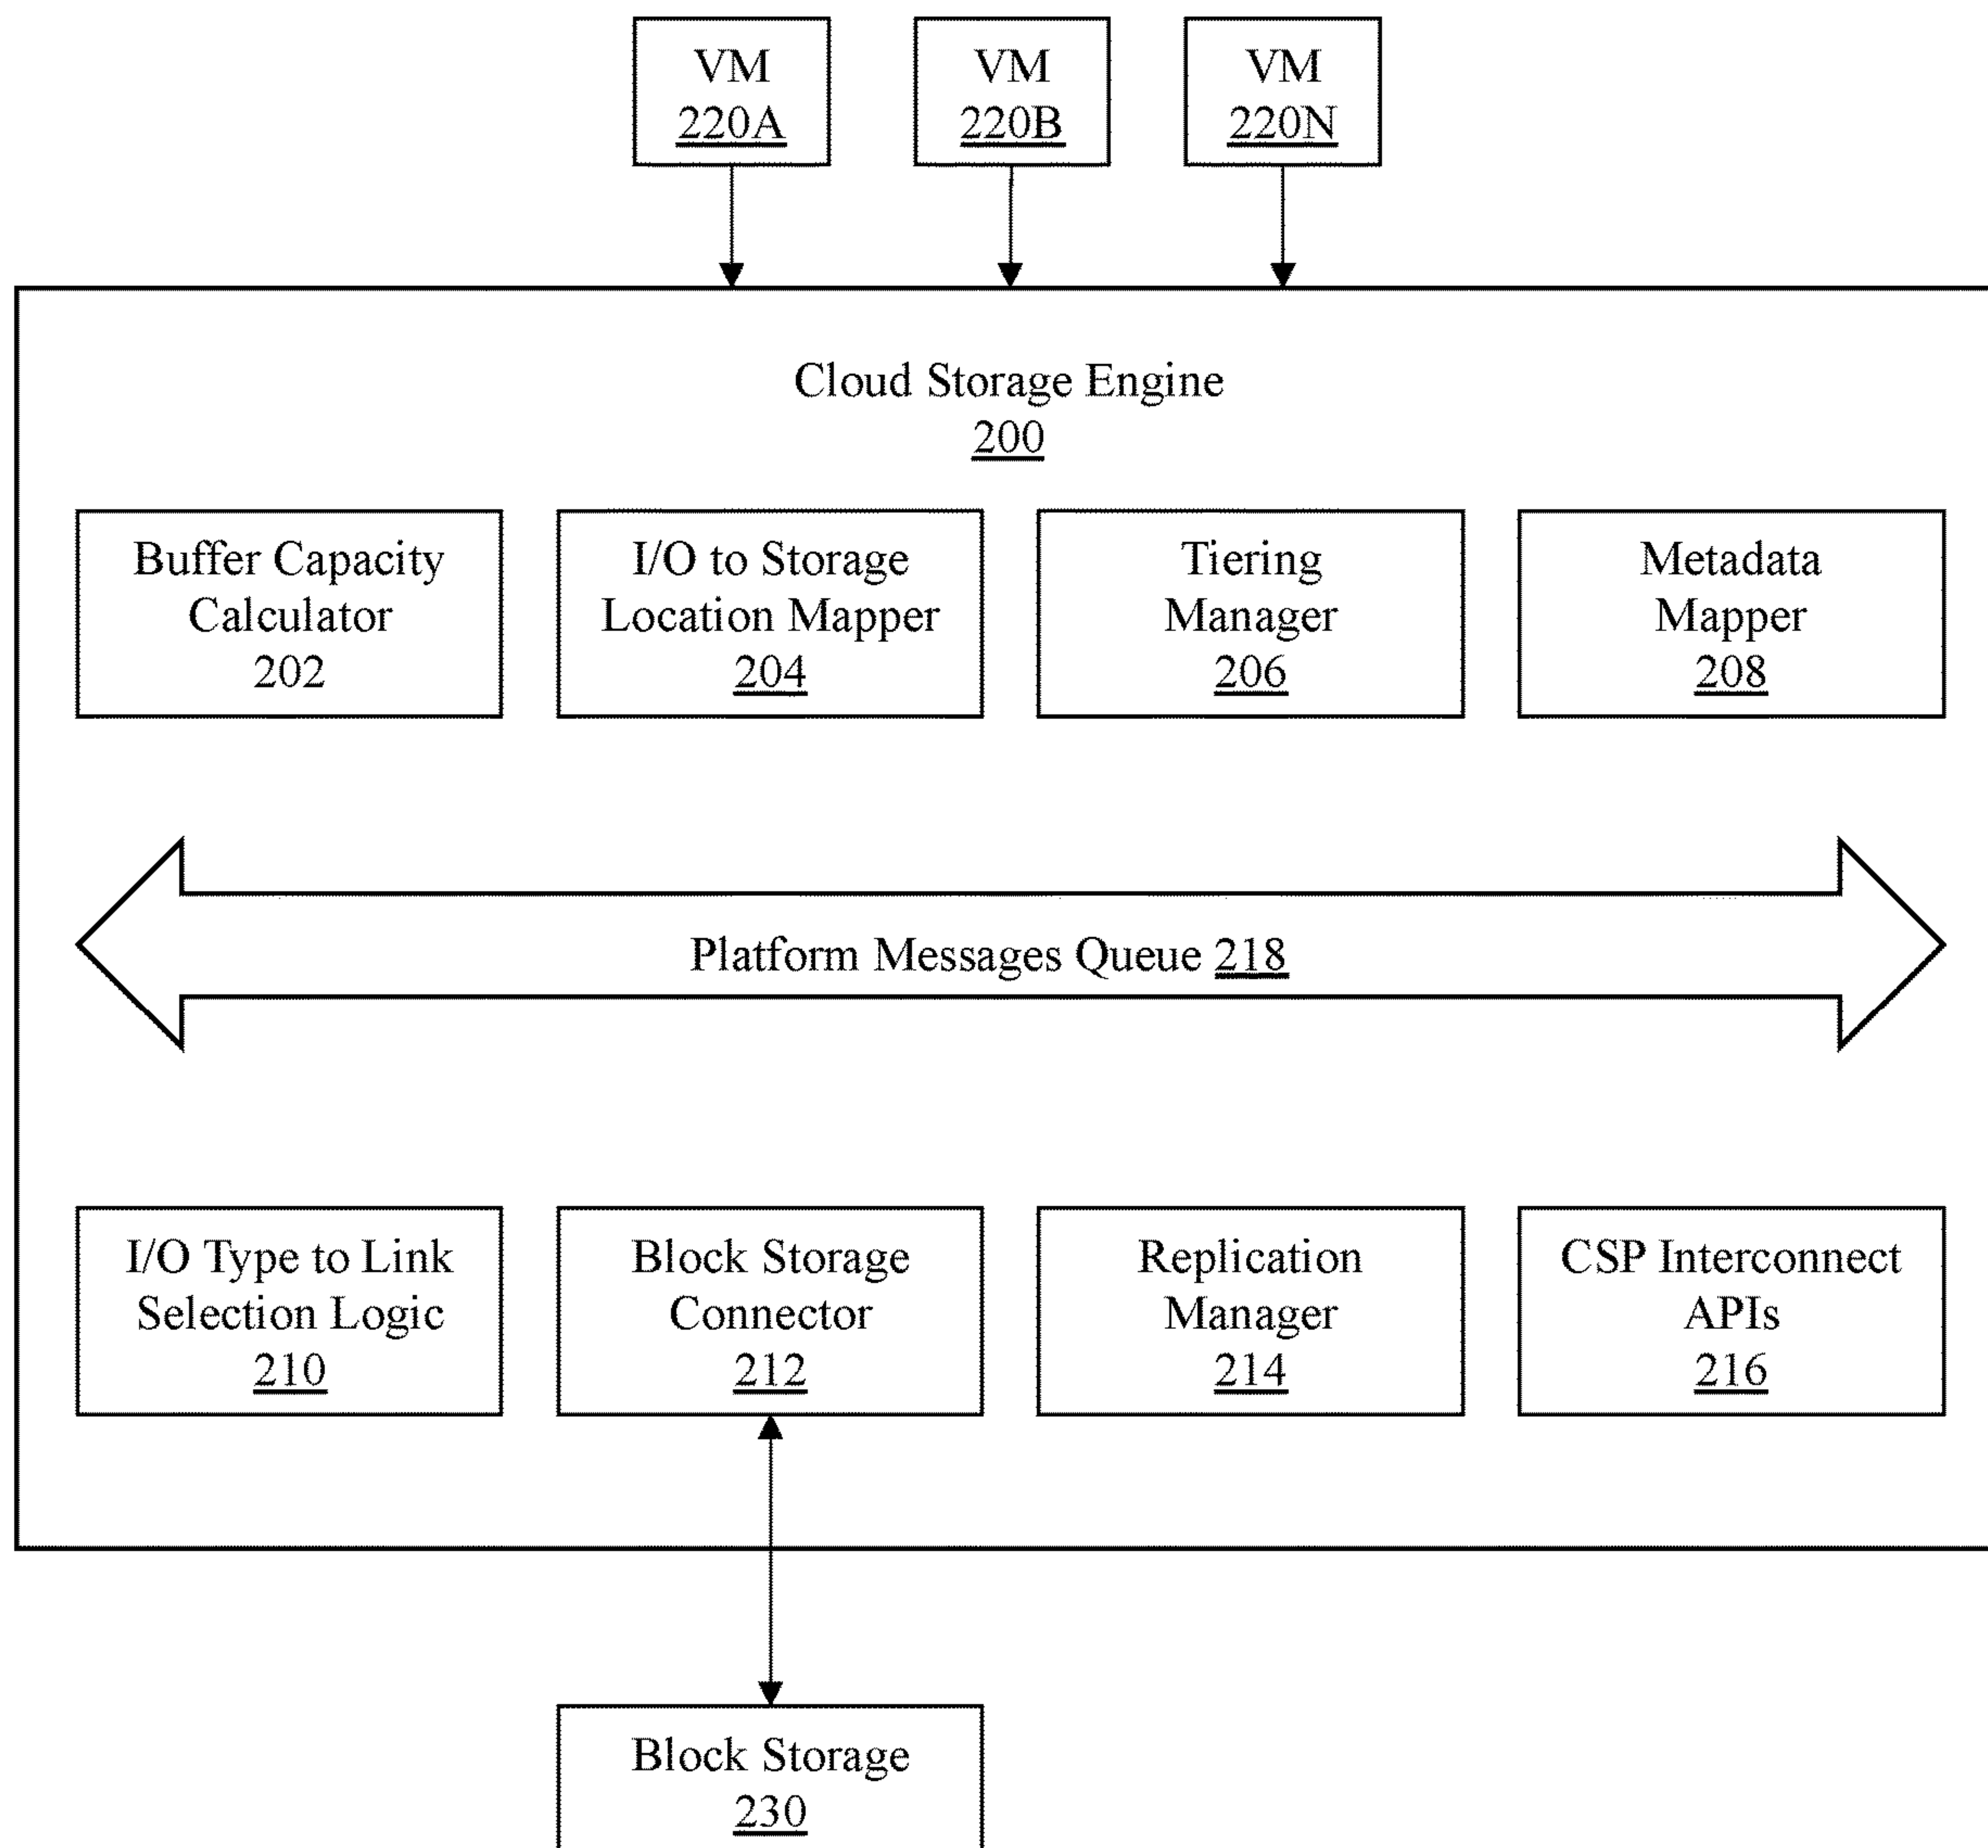 VM
220A
VM
220B
VM
220N
Cloud Storage Engine
200
Buffer Capacity
Calculator
202
I/O to Storage
Location Mapper
204
Tiering
Manager
206
Metadata
Mapper
208
Platform Messages Queue 218
I/O Type to Link
Selection Logic
210
Block Storage
Connector
212
Replication
Manager
214
CSP Interconnect
APIs
216
Block Storage
230